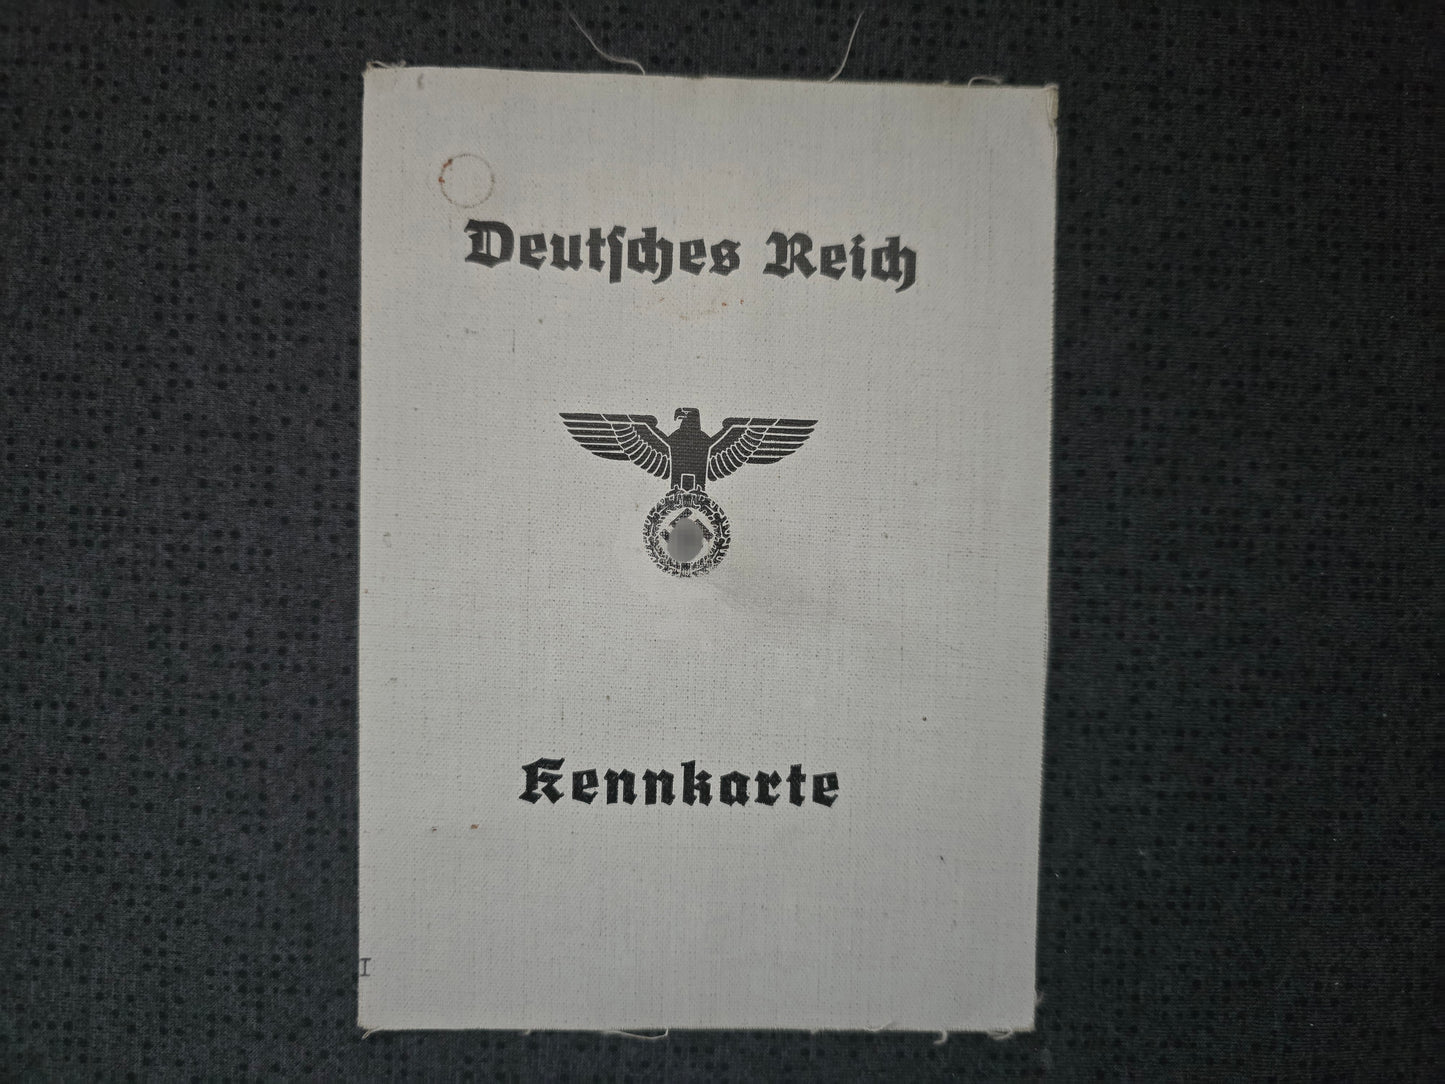 Deutſches Reich
Kennkarte
I